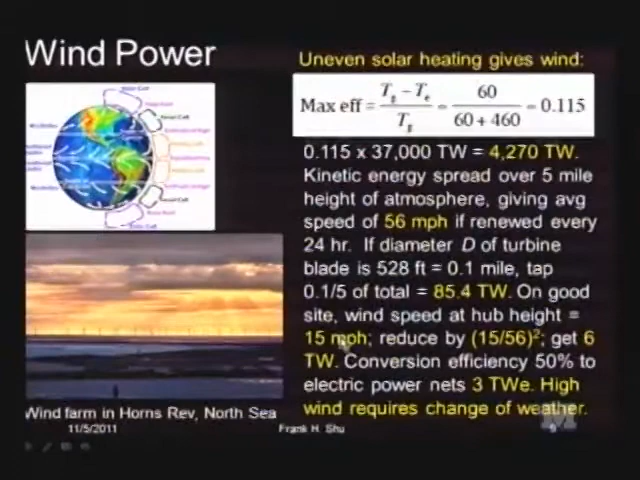 Wind Power
Uneven solar heating gives wind:
Max eff = (T_g − T_e) / T_g = 60 / (60 + 460) = 0.115
0.115 x 37,000 TW = 4,270 TW.
Kinetic energy spread over 5 mile
height of atmosphere, giving avg
speed of 56 mph if renewed every
24 hr. If diameter D of turbine
blade is 528 ft = 0.1 mile, tap
0.1/5 of total = 85.4 TW. On good
site, wind speed at hub height =
15 mph; reduce by (15/56)²; get 6
TW. Conversion efficiency 50% to
electric power nets 3 TWe. High
wind requires change of weather.
Wind farm in Horns Rev, North Sea
11/5/2011
Frank H. Shu